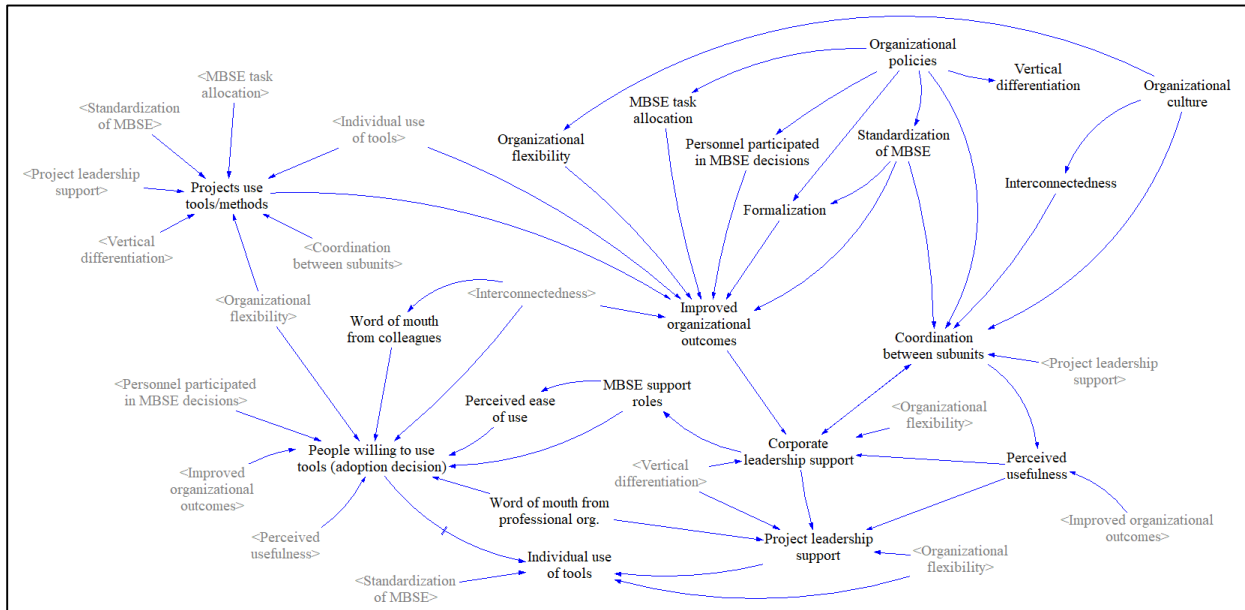 Organizational
policies
Vertical
differentiation
Organizational
culture
<MBSE task
allocation>
MBSE task
allocation
<Standardization
of MBSE>
<Individual use
of tools>
Organizational
flexibility
Personnel participated
in MBSE decisions
Standardization
of MBSE
<Project leadership
support>
Projects use
tools/methods
Interconnectedness
Formalization
<Vertical
differentiation>
<Coordination
between subunits>
<Organizational
flexibility>
<Interconnectedness>
Word of mouth
from colleagues
Improved
organizational
outcomes
Coordination
between subunits
<Project leadership
support>
<Personnel participated
in MBSE decisions>
Perceived ease
of use
MBSE support
roles
<Organizational
flexibility>
People willing to use
tools (adoption decision)
Corporate
leadership support
Perceived
usefulness
<Improved
organizational
outcomes>
<Vertical
differentiation>
Word of mouth from
professional org.
<Improved organizational
outcomes>
<Perceived
usefulness>
Project leadership
support
Individual use
of tools
<Organizational
flexibility>
<Standardization
of MBSE>